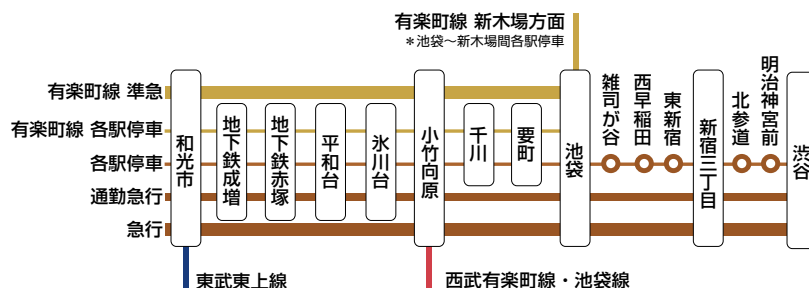 有楽町線 新木場方面
*池袋～新木場間各駅停車
有楽町線 準急
有楽町線 各駅停車
各駅停車
通勤急行
急行
和光市
地下鉄成増
地下鉄赤塚
平和台
氷川台
小竹向原
千川
要町
池袋
雑司が谷
西早稲田
東新宿
新宿三丁目
北参道
明治神宮前
渋谷
東武東上線
西武有楽町線・池袋線